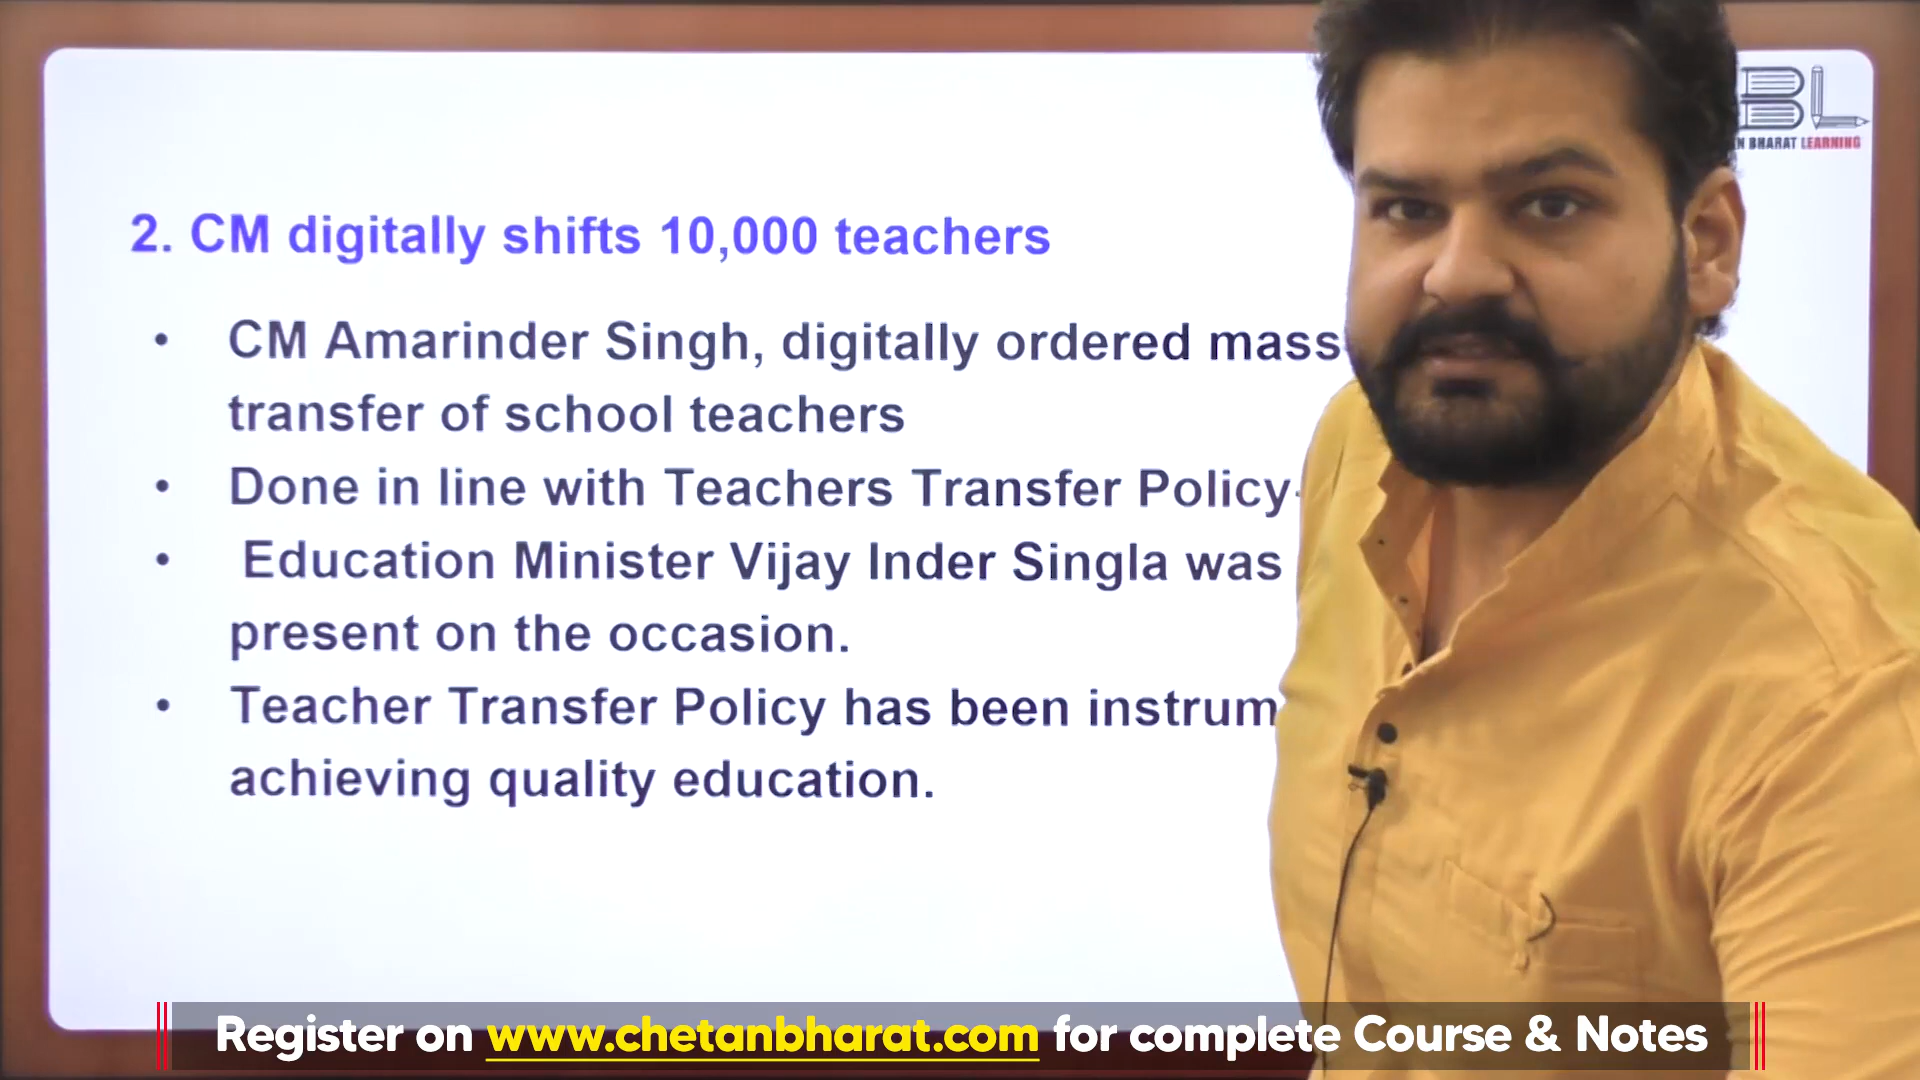 BL
BHARAT LEARNING
2. CM digitally shifts 10,000 teachers
• CM Amarinder Singh, digitally ordered mass
transfer of school teachers
• Done in line with Teachers Transfer Policy-
• Education Minister Vijay Inder Singla was
present on the occasion.
• Teacher Transfer Policy has been
achieving quality education.
Register on www.chetanbharat.com for complete Course & Notes